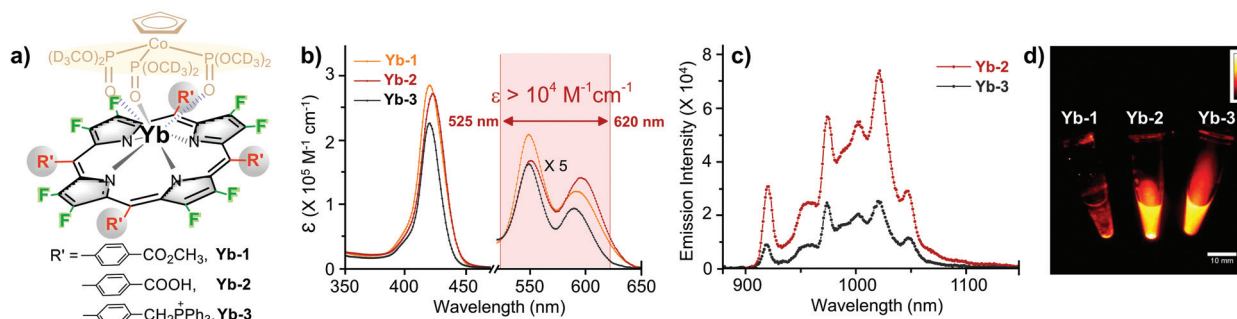 a)
Co
(D3CO)2P
P(OCD3)2
P
(OCD3)2
O
O
O
R'
F
F
F
F
Yb
N
N
N
N
R'
R'
F
F
F
F
R'
R' = CO2CH3, Yb-1
COOH, Yb-2
CH2P+Ph3, Yb-3
b)
Yb-1
Yb-2
Yb-3
ε > 10^4 M-1cm-1
525 nm
620 nm
X 5
ε (X 10^5 M-1 cm-1)
3
2
1
0
350
400
450
550
600
650
Wavelength (nm)
c)
Yb-2
Yb-3
Emission Intensity (X 10^4)
8
6
4
2
0
900
1000
1100
Wavelength (nm)
d)
Yb-1
Yb-2
Yb-3
10 mm